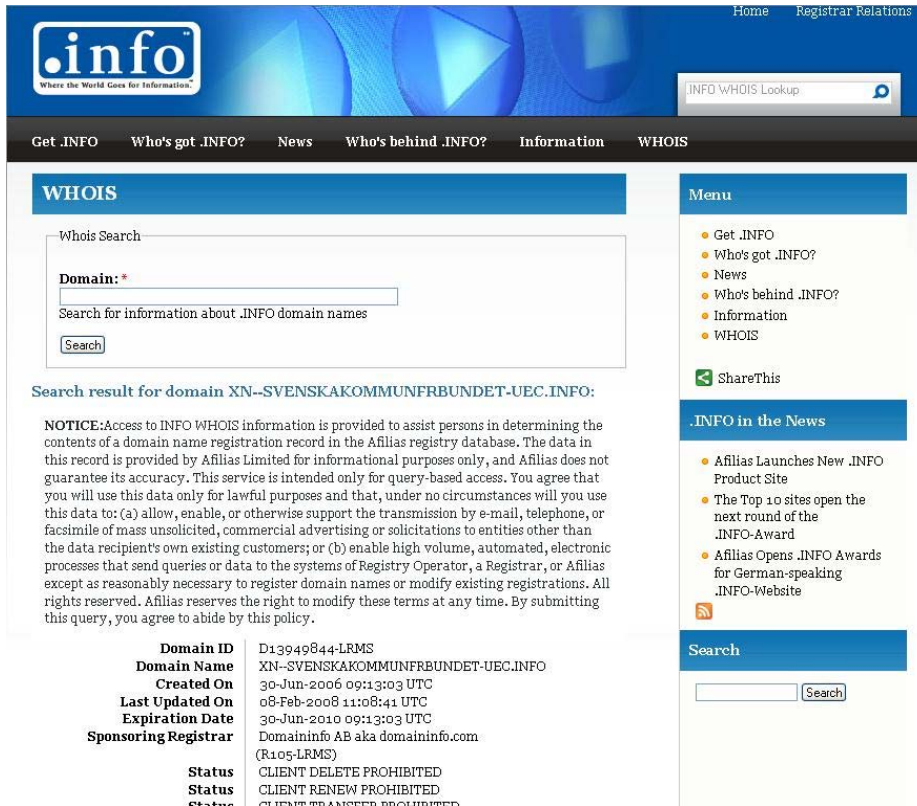 Home Registrar Relations
.info
Where the World Goes for Information.
.INFO WHOIS Lookup
Get .INFO Who's got .INFO? News Who's behind .INFO? Information WHOIS
WHOIS
Whois Search
Domain: *
Search for information about .INFO domain names
Search
Search result for domain XN--SVENSKAKOMMUNFRBUNDET-UEC.INFO:
NOTICE:Access to INFO WHOIS information is provided to assist persons in determining the
contents of a domain name registration record in the Afilias registry database. The data in
this record is provided by Afilias Limited for informational purposes only, and Afilias does not
guarantee its accuracy. This service is intended only for query-based access. You agree that
you will use this data only for lawful purposes and that, under no circumstances will you use
this data to: (a) allow, enable, or otherwise support the transmission by e-mail, telephone, or
facsimile of mass unsolicited, commercial advertising or solicitations to entities other than
the data recipient's own existing customers; or (b) enable high volume, automated, electronic
processes that send queries or data to the systems of Registry Operator, a Registrar, or Afilias
except as reasonably necessary to register domain names or modify existing registrations. All
rights reserved. Afilias reserves the right to modify these terms at any time. By submitting
this query, you agree to abide by this policy.
Domain ID D13949844-LRMS
Domain Name XN--SVENSKAKOMMUNFRBUNDET-UEC.INFO
Created On 30-Jun-2006 09:13:03 UTC
Last Updated On 08-Feb-2008 11:08:41 UTC
Expiration Date 30-Jun-2010 09:13:03 UTC
Sponsoring Registrar Domaininfo AB aka domaininfo.com
(R105-LRMS)
Status CLIENT DELETE PROHIBITED
Status CLIENT RENEW PROHIBITED
Status CLIENT TRANSFER PROHIBITED
Menu
Get .INFO
Who's got .INFO?
News
Who's behind .INFO?
Information
WHOIS
ShareThis
.INFO in the News
Afilias Launches New .INFO
Product Site
The Top 10 sites open the
next round of the
.INFO-Award
Afilias Opens .INFO Awards
for German-speaking
.INFO-Website
Search
Search